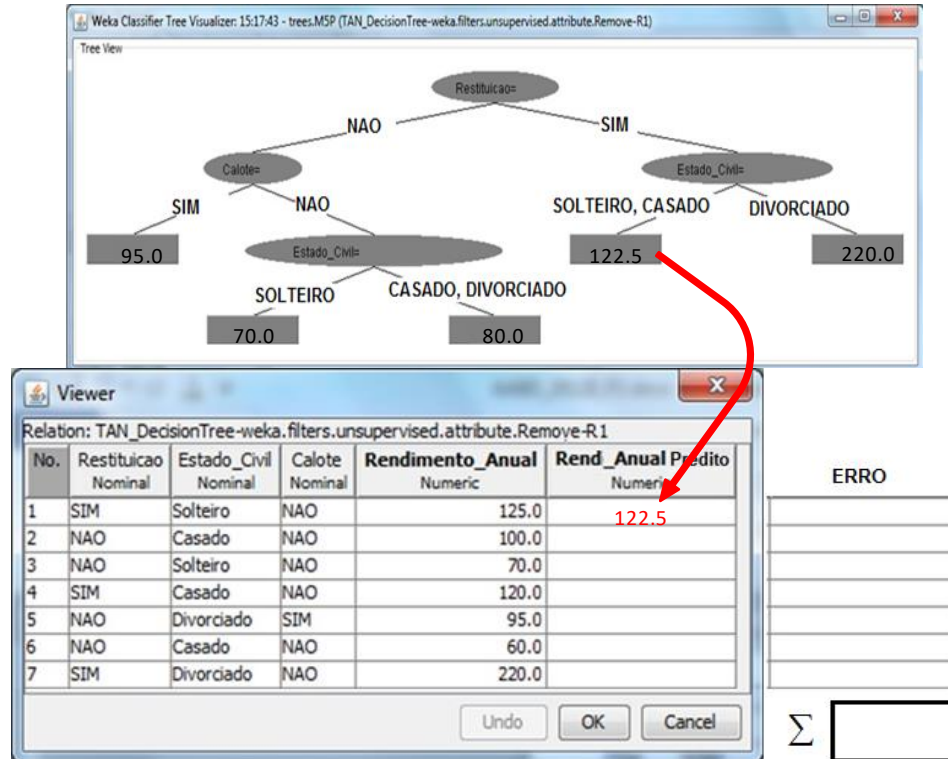 Weka Classifier Tree Visualizer: 15:17:43 - trees.M5P (TAN_DecisionTree-weka.filters.unsupervised.attribute.Remove-R1)
Tree View
Restituicao=
NAO SIM
Calote= Estado_Civil=
SIM NAO SOLTEIRO, CASADO DIVORCIADO
95.0 Estado_Civil= 122.5 220.0
SOLTEIRO CASADO, DIVORCIADO
70.0 80.0
Viewer
Relation: TAN_DecisionTree-weka.filters.unsupervised.attribute.Remove-R1
No. Restituicao Estado_Civil Calote Rendimento_Anual Rend_Anual Predito ERRO
Nominal Nominal Nominal Numeric Numeric
1 SIM Solteiro NAO 125.0 122.5
2 NAO Casado NAO 100.0
3 NAO Solteiro NAO 70.0
4 SIM Casado NAO 120.0
5 NAO Divorciado SIM 95.0
6 NAO Casado NAO 60.0
7 SIM Divorciado NAO 220.0
Undo OK Cancel ∑